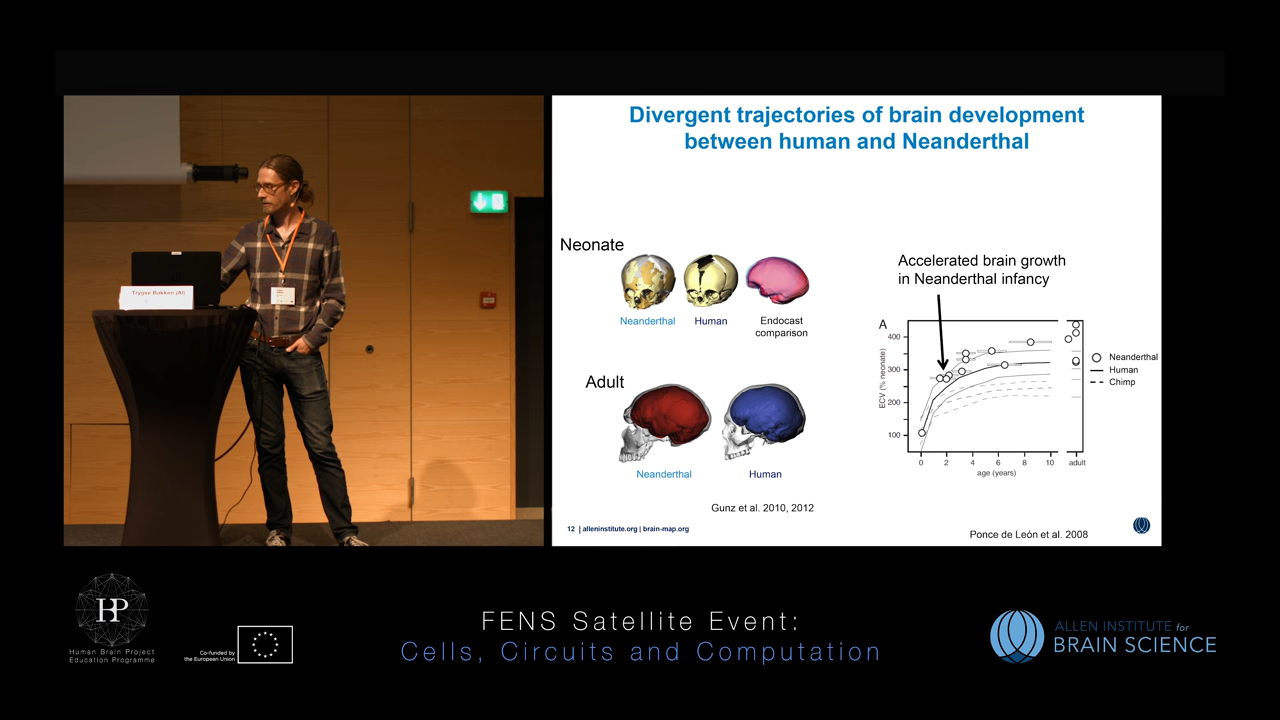 Divergent trajectories of brain development
between human and Neanderthal
Neonate
Neanderthal
Human
Endocast
comparison
Adult
Neanderthal
Human
Gunz et al. 2010, 2012
Accelerated brain growth
in Neanderthal infancy
A
ECV (% neonate)
400
300
200
100
0 2 4 6 8 10 adult
age (years)
Neanderthal
Human
Chimp
12 | alleninstitute.org | brain-map.org
Ponce de León et al. 2008
Trygve Bakken (AI)
HBP
Human Brain Project
Education Programme
Co-funded by
the European Union
FENS Satellite Event:
Cells, Circuits and Computation
ALLEN INSTITUTE for
BRAIN SCIENCE